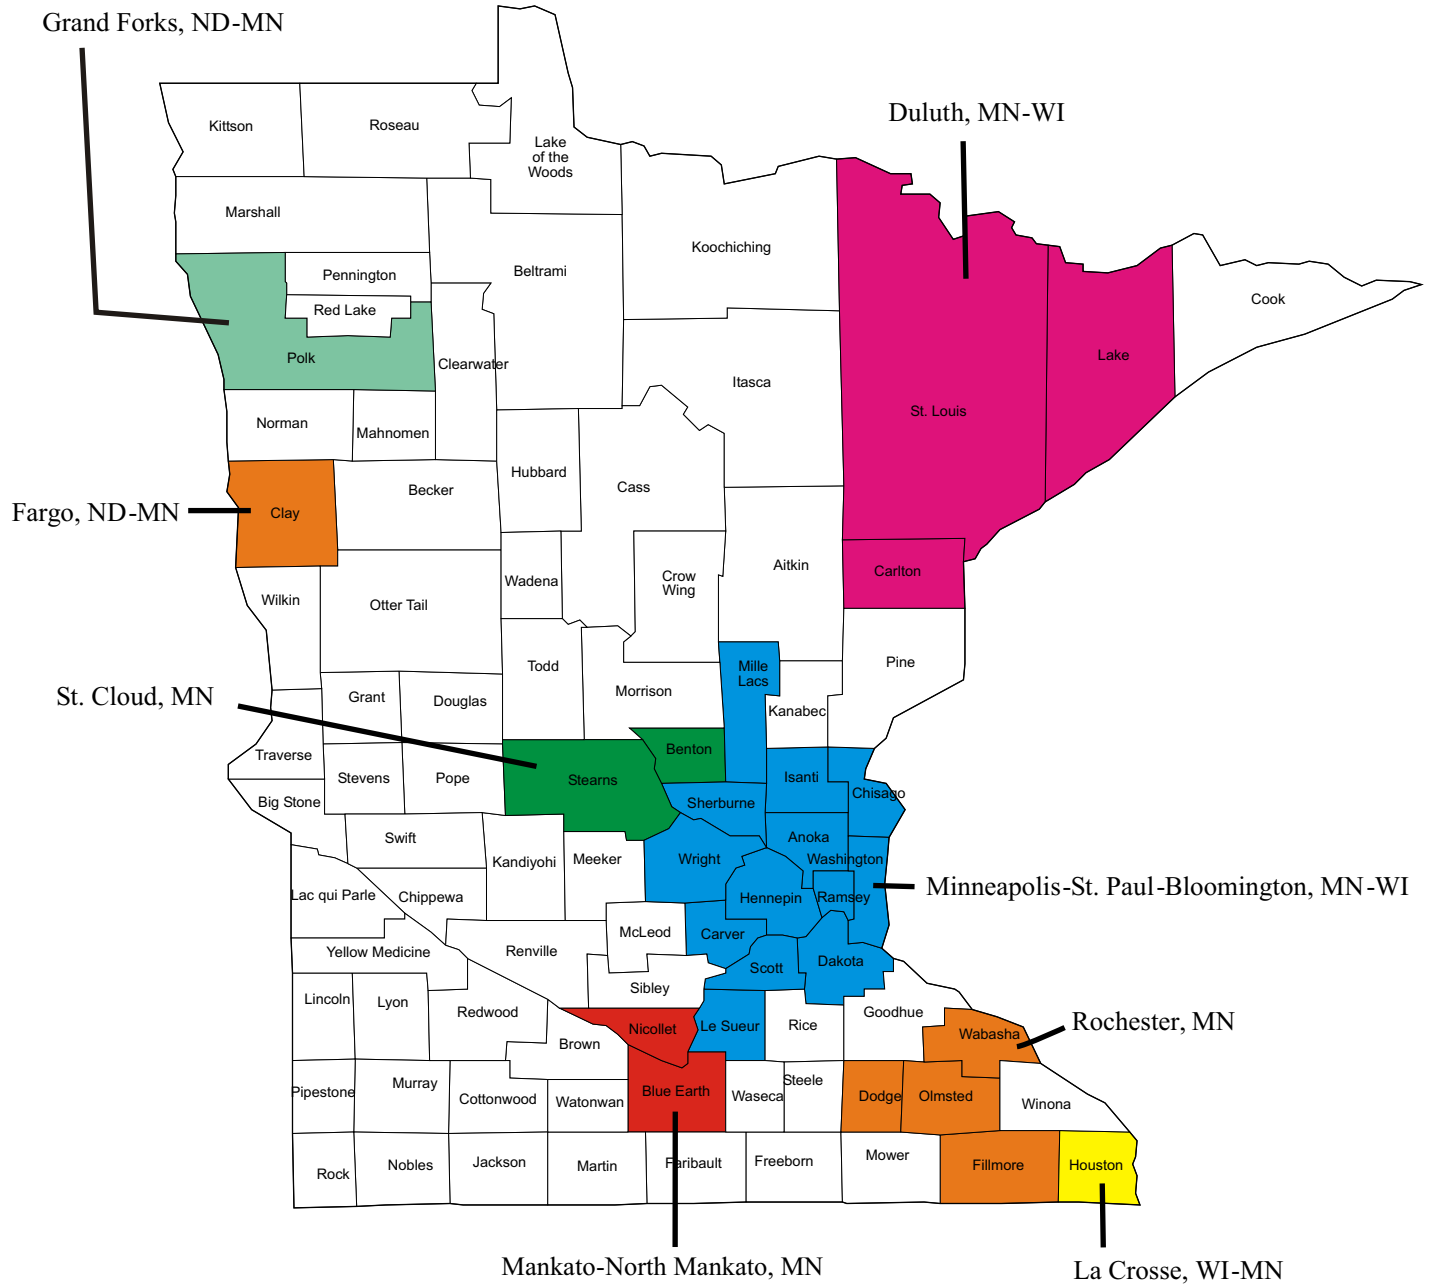 Grand Forks, ND-MN
Duluth, MN-WI
Kittson
Roseau
Lake
of the
Woods
Marshall
Koochiching
Pennington
Beltrami
Cook
Red Lake
Polk
Clearwater
Lake
Itasca
St. Louis
Norman
Mahnomen
Hubbard
Cass
Becker
Fargo, ND-MN
Clay
Aitkin
Carlton
Crow
Wing
Wadena
Wilkin
Otter Tail
Todd
Mille
Lacs
Pine
Morrison
St. Cloud, MN
Grant
Douglas
Kanabec
Traverse
Benton
Stevens
Pope
Stearns
Isanti
Chisago
Big Stone
Sherburne
Swift
Anoka
Kandiyohi
Meeker
Wright
Washington
Minneapolis-St. Paul-Bloomington, MN-WI
Lac qui Parle
Chippewa
Hennepin
Ramsey
McLeod
Carver
Yellow Medicine
Renville
Scott
Dakota
Sibley
Lincoln
Lyon
Redwood
Goodhue
Rochester, MN
Nicollet
Le Sueur
Rice
Wabasha
Brown
Pipestone
Murray
Cottonwood
Watonwan
Blue Earth
Waseca
Steele
Dodge
Olmsted
Winona
Rock
Nobles
Jackson
Martin
Faribault
Freeborn
Mower
Fillmore
Houston
Mankato-North Mankato, MN
La Crosse, WI-MN